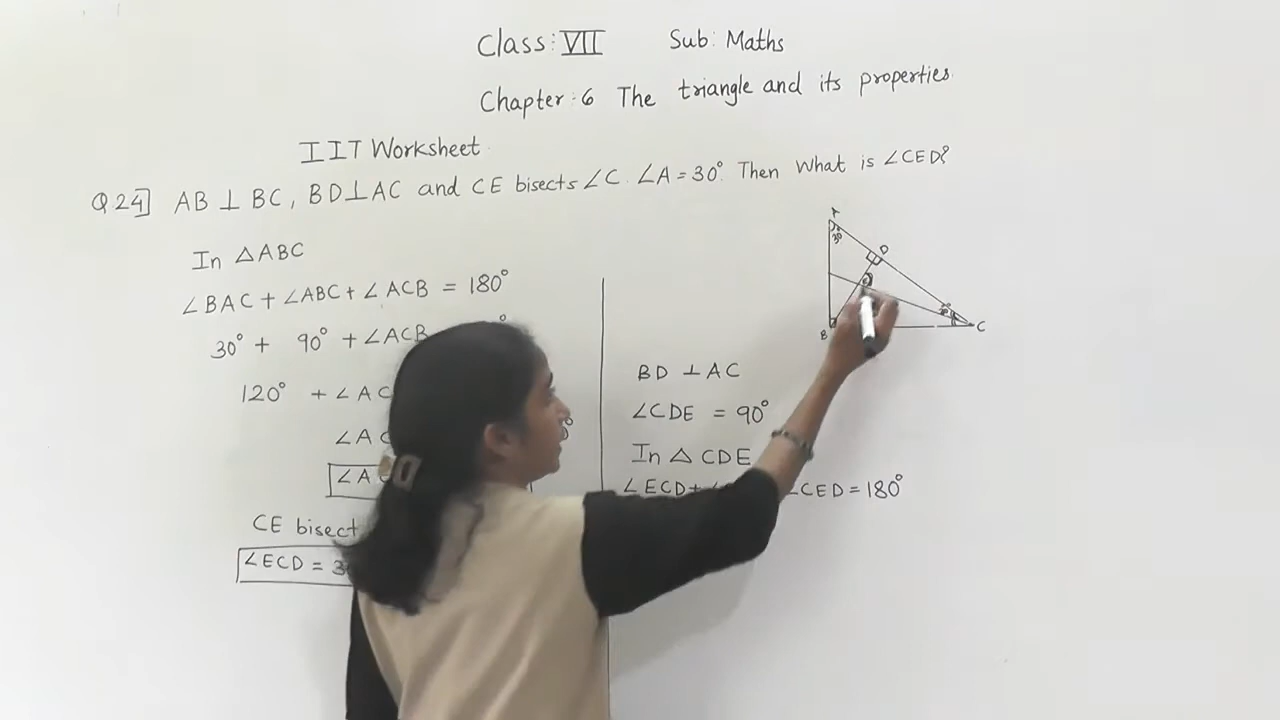 Class: VII Sub: Maths
Chapter: 6 The triangle and its properties.
IIT Worksheet
Q 24] AB ⊥ BC, BD ⊥ AC and CE bisects ∠C. ∠A = 30°. Then What is ∠CED?
In △ABC
∠BAC + ∠ABC + ∠ACB = 180°
30° + 90° + ∠ACB
120° + ∠AC
∠AC
∠A
CE bisect
∠ECD = 3
A
30°
D
B
C
BD ⊥ AC
∠CDE = 90°
In △ CDE
∠ECD + ∠CED = 180°